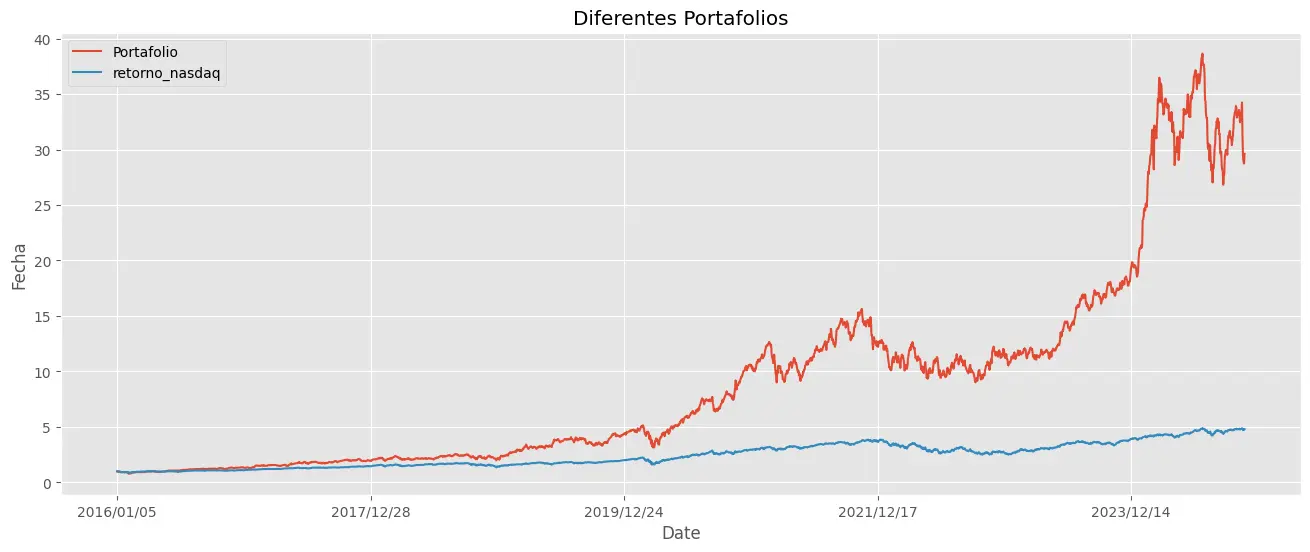 Diferentes Portafolios
Portafolio
retorno_nasdaq
40
35
30
25
20
15
10
5
0
Fecha
2016/01/05 2017/12/28 2019/12/24 2021/12/17 2023/12/14
Date